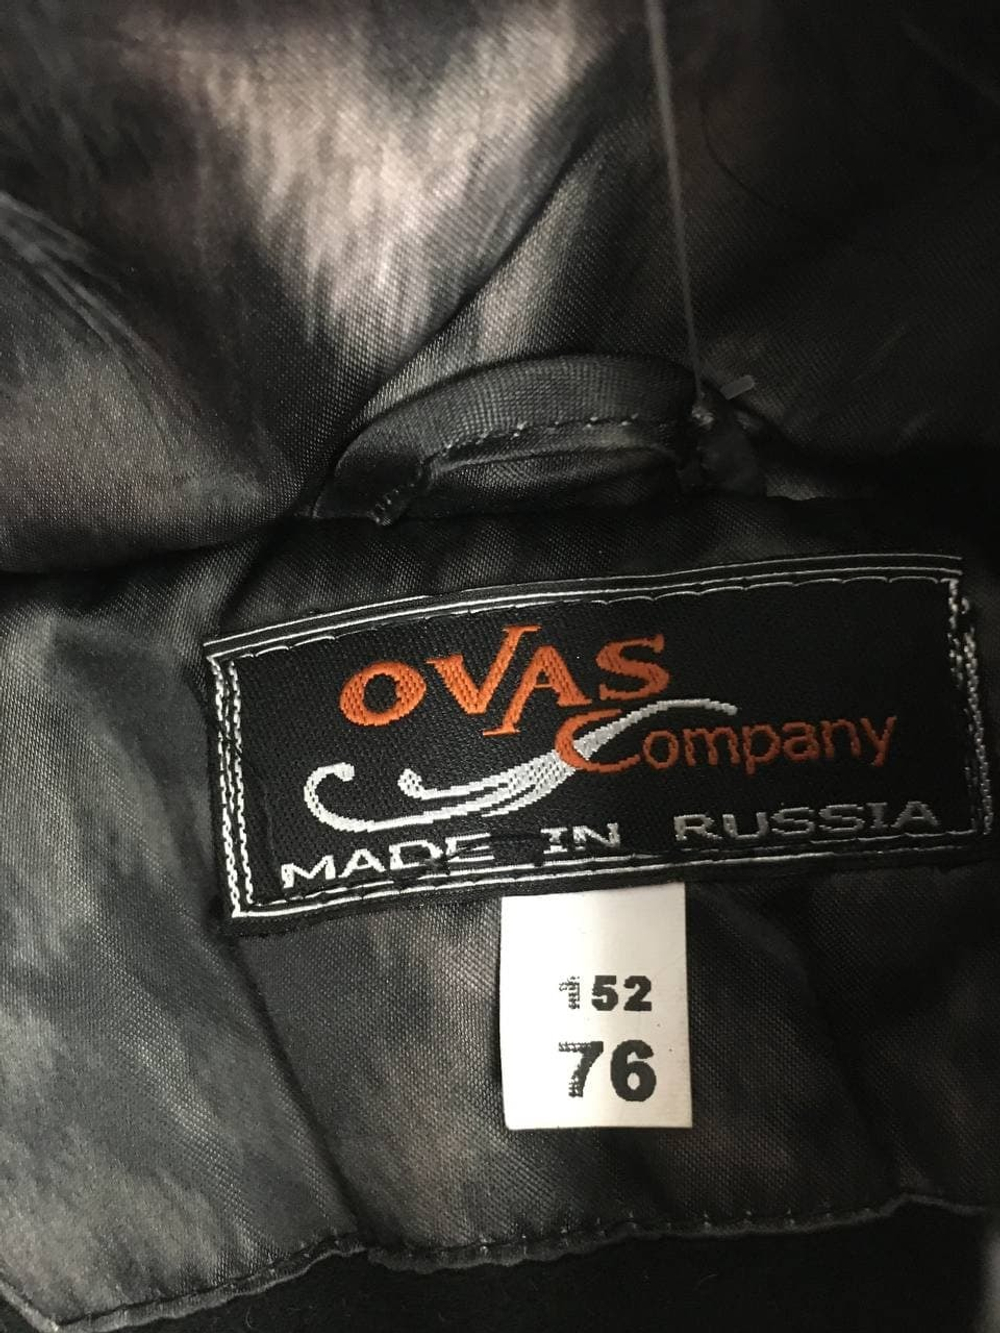 OVAS
Company
MADE IN RUSSIA
152
76